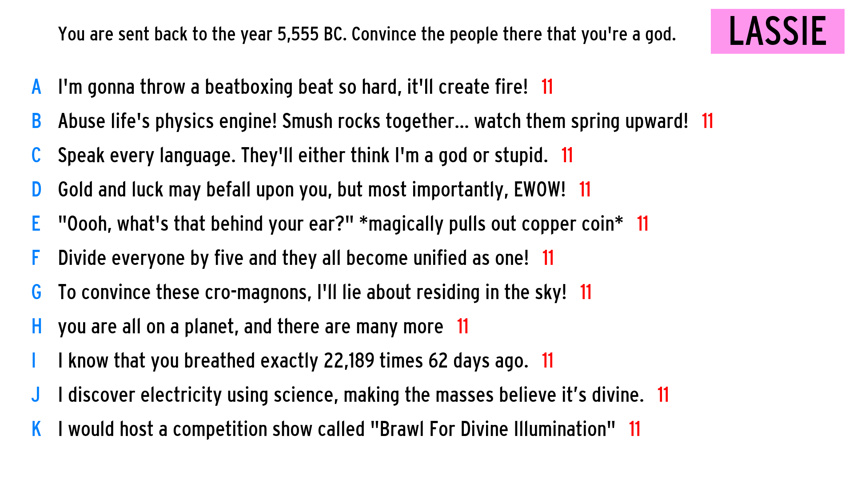 You are sent back to the year 5,555 BC. Convince the people there that you're a god.
LASSIE
A I'm gonna throw a beatboxing beat so hard, it'll create fire! 11
B Abuse life's physics engine! Smush rocks together... watch them spring upward! 11
C Speak every language. They'll either think I'm a god or stupid. 11
D Gold and luck may befall upon you, but most importantly, EWOW! 11
E "Oooh, what's that behind your ear?" *magically pulls out copper coin* 11
F Divide everyone by five and they all become unified as one! 11
G To convince these cro-magnons, I'll lie about residing in the sky! 11
H you are all on a planet, and there are many more 11
I I know that you breathed exactly 22,189 times 62 days ago. 11
J I discover electricity using science, making the masses believe it’s divine. 11
K I would host a competition show called "Brawl For Divine Illumination" 11